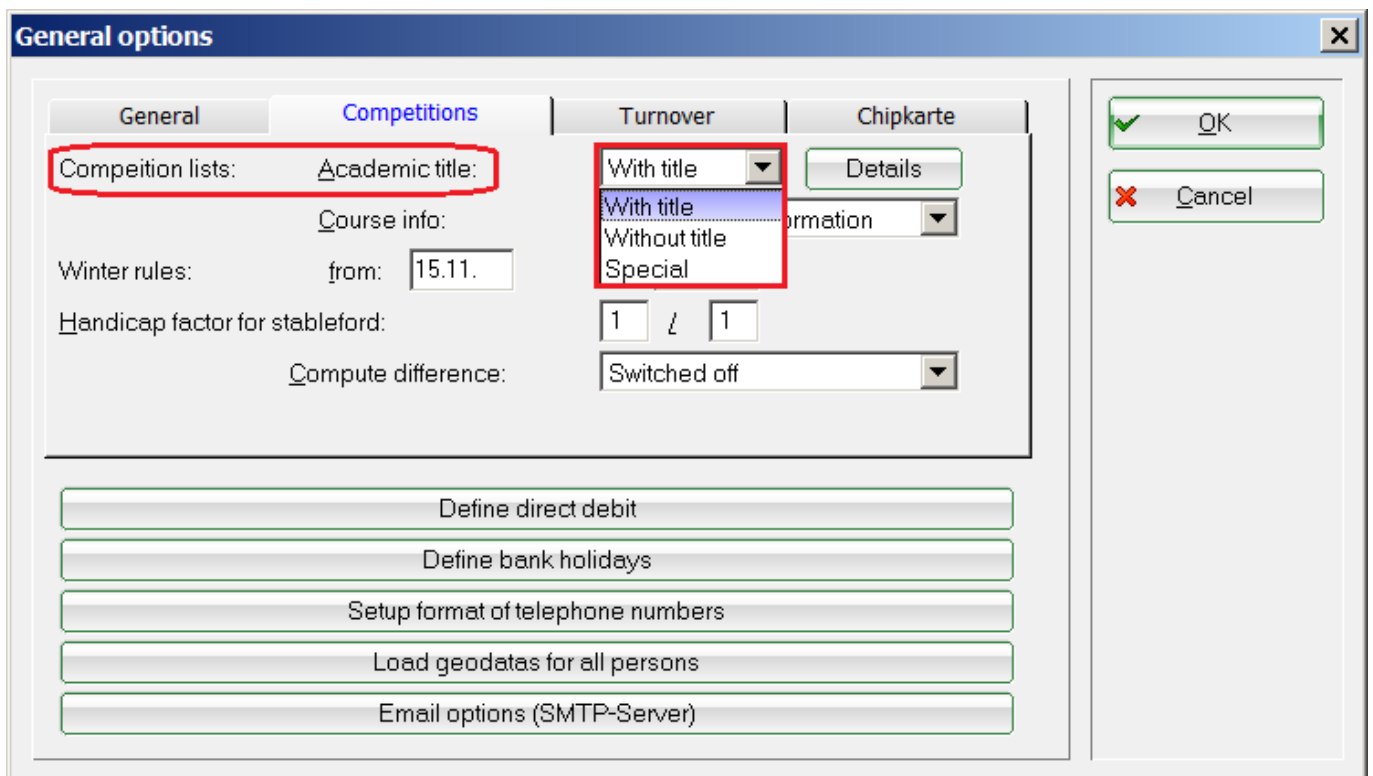 General options
General Competitions Turnover Chipkarte
OK
Cancel
Compeition lists: Academic title: With title Details
With title
Without title
Special
Course info: rmation
Winter rules: from: 15.11.
Handicap factor for stableford: 1 / 1
Compute difference: Switched off
Define direct debit
Define bank holidays
Setup format of telephone numbers
Load geodatas for all persons
Email options (SMTP-Server)